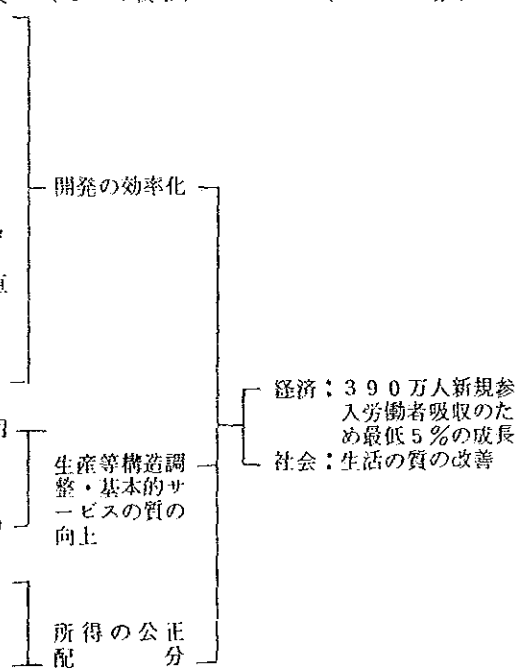 開発の効率化
経済：３９０万人新規参
入労働者吸収のた
め最低５％の成長
社会：生活の質の改善
生産等構造調
整・基本的サ
ービスの質の
向上
所得の公正
配分